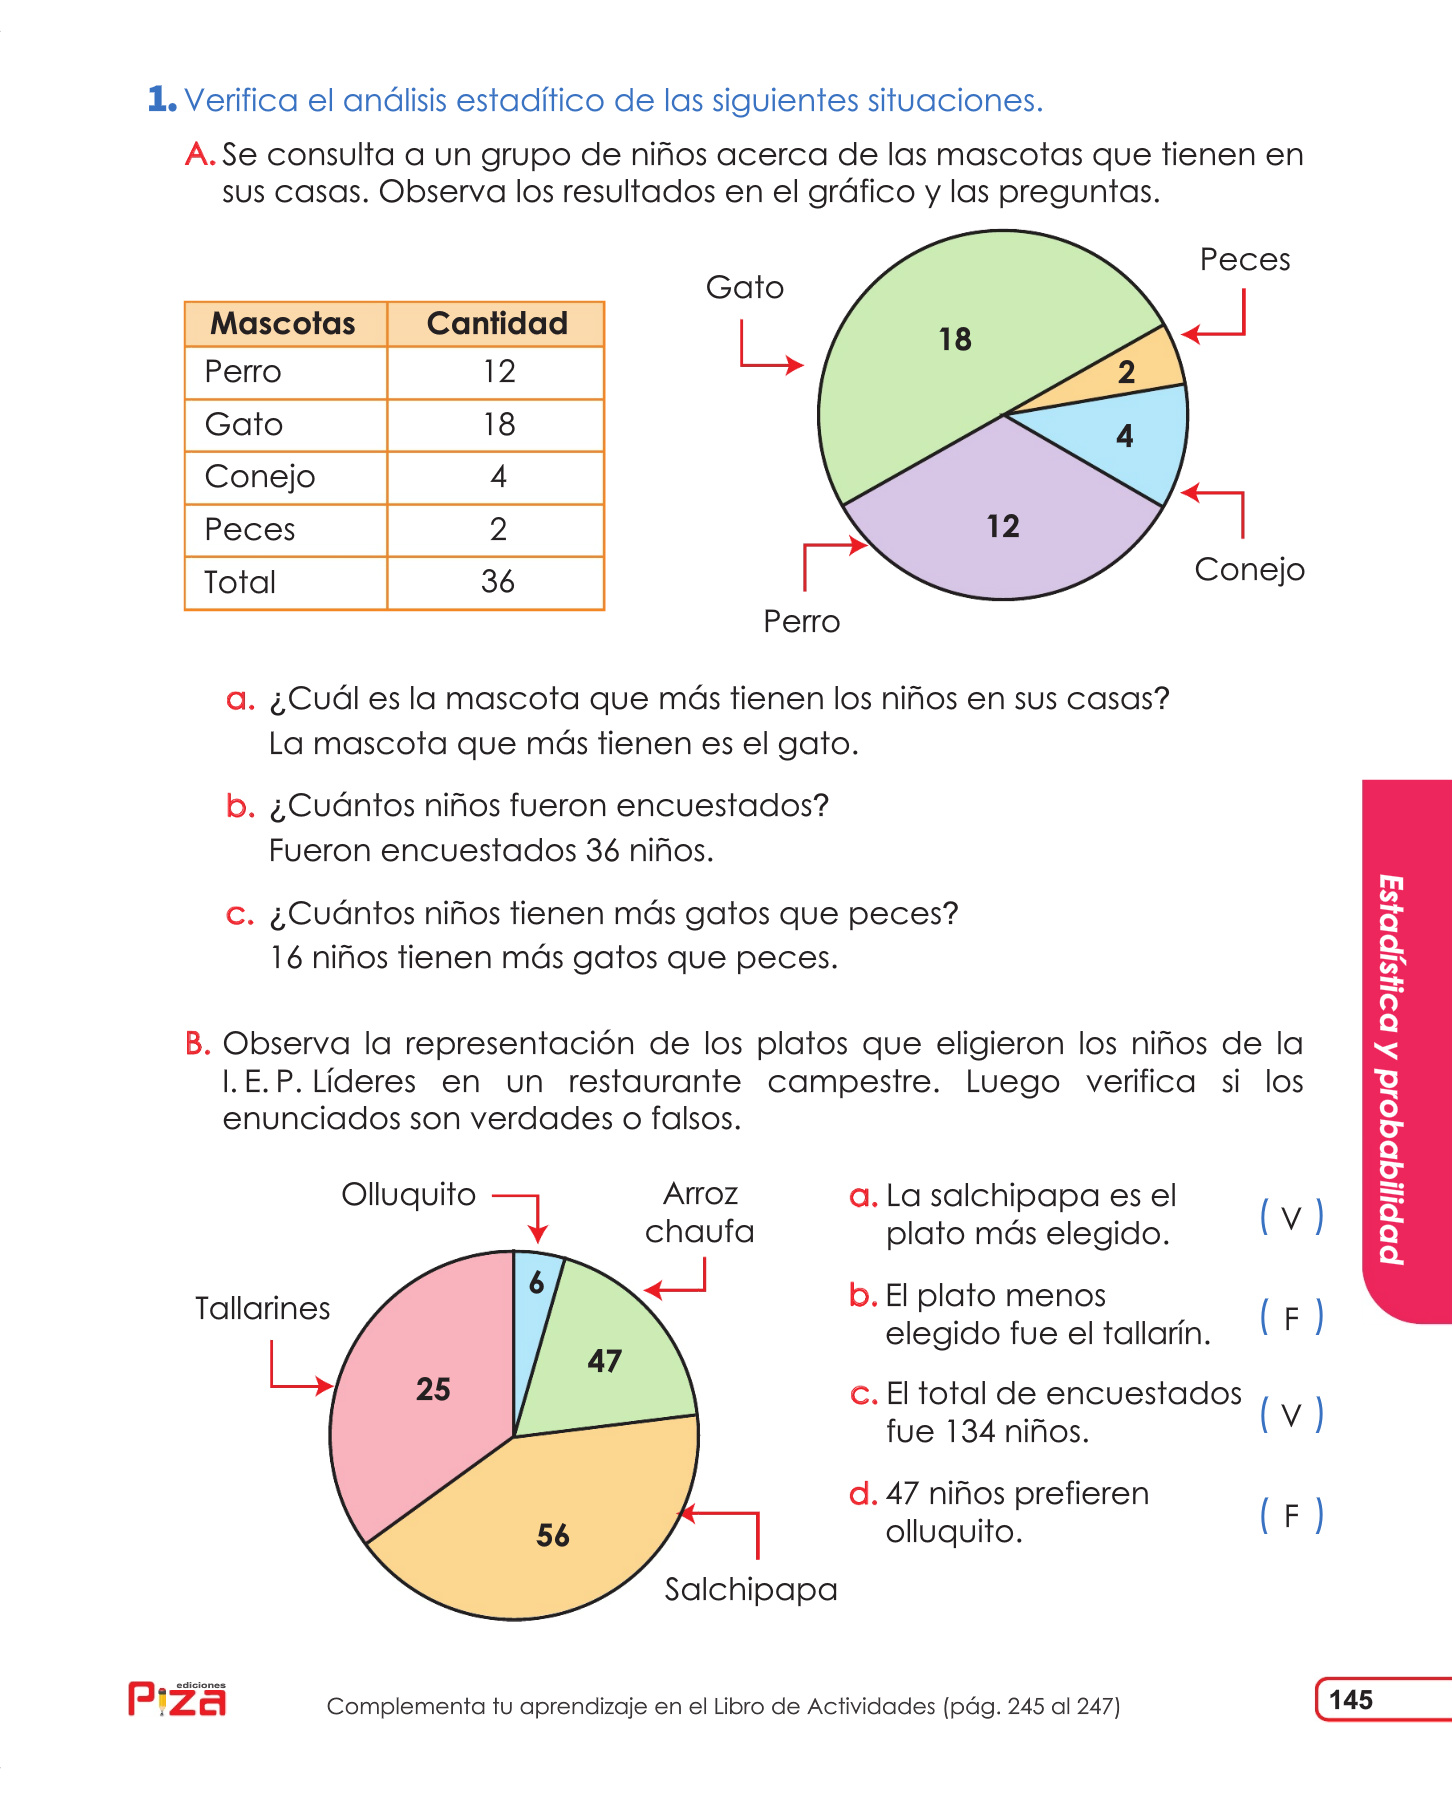 1. Verifica el análisis estadítico de las siguientes situaciones.
A. Se consulta a un grupo de niños acerca de las mascotas que tienen en
sus casas. Observa los resultados en el gráfico y las preguntas.
Mascotas Cantidad
Perro 12
Gato 18
Conejo 4
Peces 2
Total 36
Gato
Peces
18
2
4
12
Conejo
Perro
a. ¿Cuál es la mascota que más tienen los niños en sus casas?
La mascota que más tienen es el gato.
b. ¿Cuántos niños fueron encuestados?
Fueron encuestados 36 niños.
c. ¿Cuántos niños tienen más gatos que peces?
16 niños tienen más gatos que peces.
B. Observa la representación de los platos que eligieron los niños de la
I. E. P. Líderes en un restaurante campestre. Luego verifica si los
enunciados son verdades o falsos.
Olluquito
Arroz
chaufa
Tallarines
6
47
25
56
Salchipapa
a. La salchipapa es el
plato más elegido. ( V )
b. El plato menos
elegido fue el tallarín. ( F )
c. El total de encuestados
fue 134 niños. ( V )
d. 47 niños prefieren
olluquito. ( F )
Estadística y probabilidad
ediciones
Piza
Complementa tu aprendizaje en el Libro de Actividades (pág. 245 al 247)
145